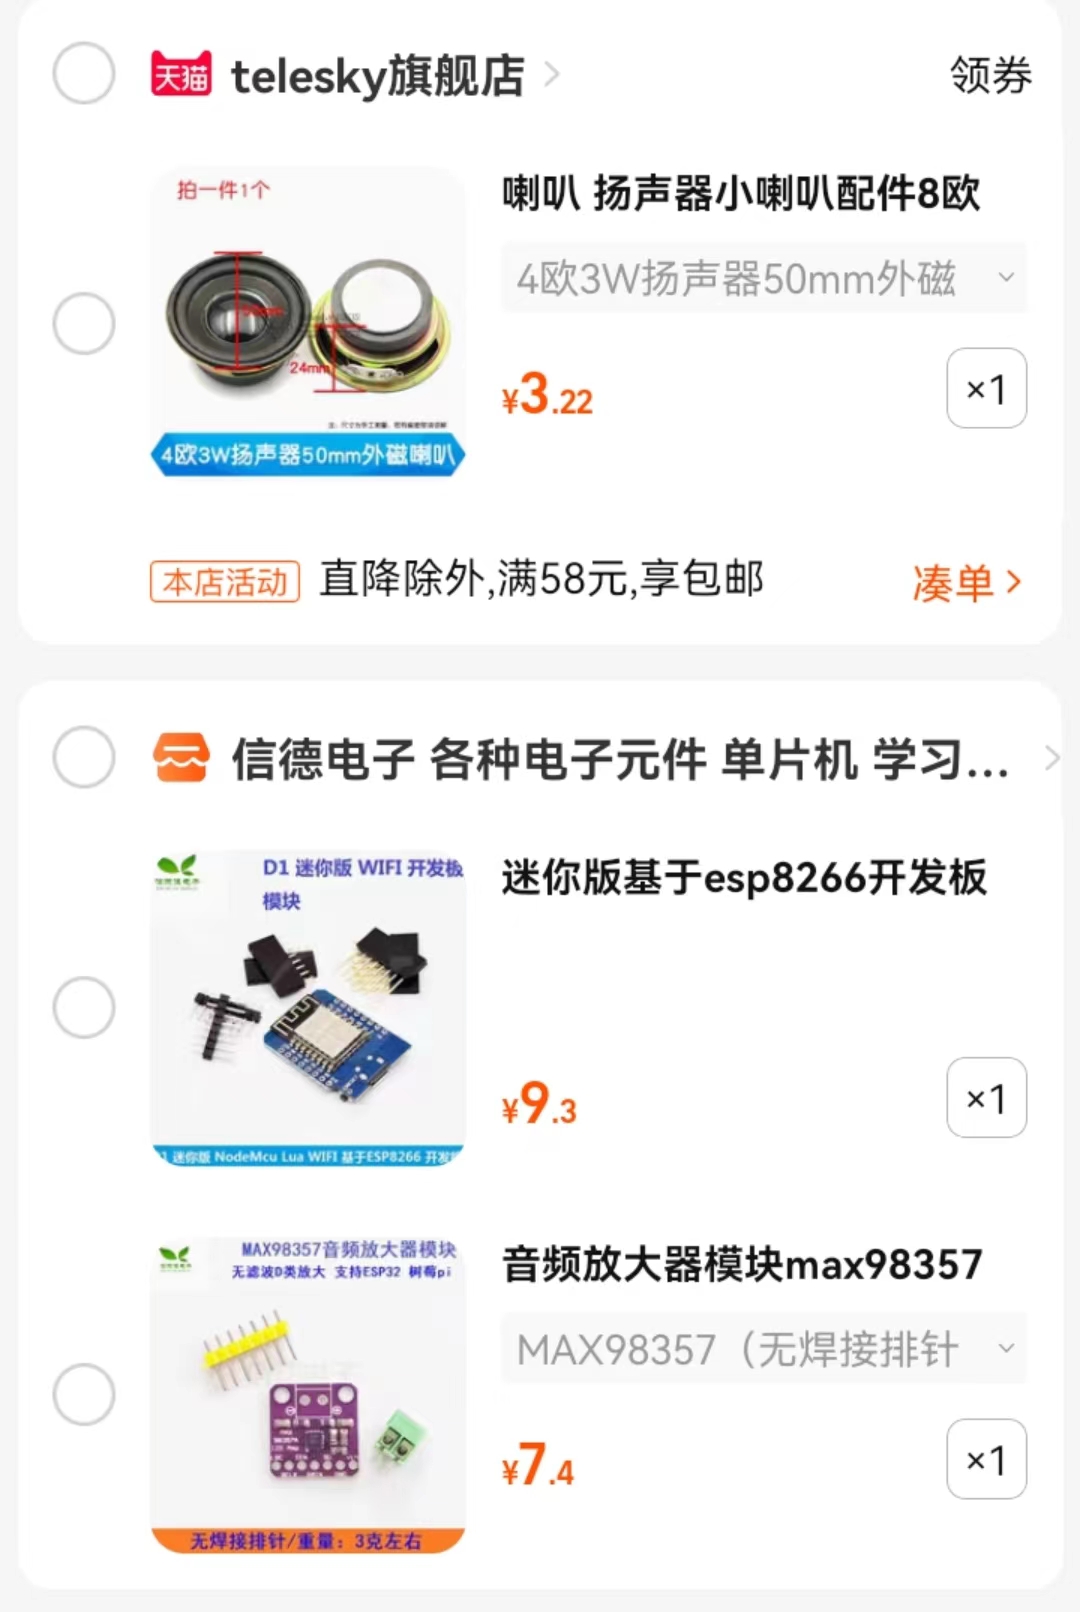 天猫 telesky旗舰店
领券
拍一件1个
喇叭 扬声器小喇叭配件8欧
4欧3W扬声器50mm外磁
24mm
4欧3W扬声器50mm外磁喇叭
¥3.22
×1
本店活动 直降除外,满58元,享包邮
凑单
信德电子 各种电子元件 单片机 学习...
D1 迷你版 WIFI 开发板
模块
迷你版基于esp8266开发板
迷你版 NodeMcu Lua WIFI 基于ESP8266 开发
¥9.3
×1
MAX98357音频放大器模块
无滤波D类放大 支持ESP32 树莓pi
音频放大器模块max98357
MAX98357（无焊接排针
¥7.4
×1
无焊接排针/重量：3克左右